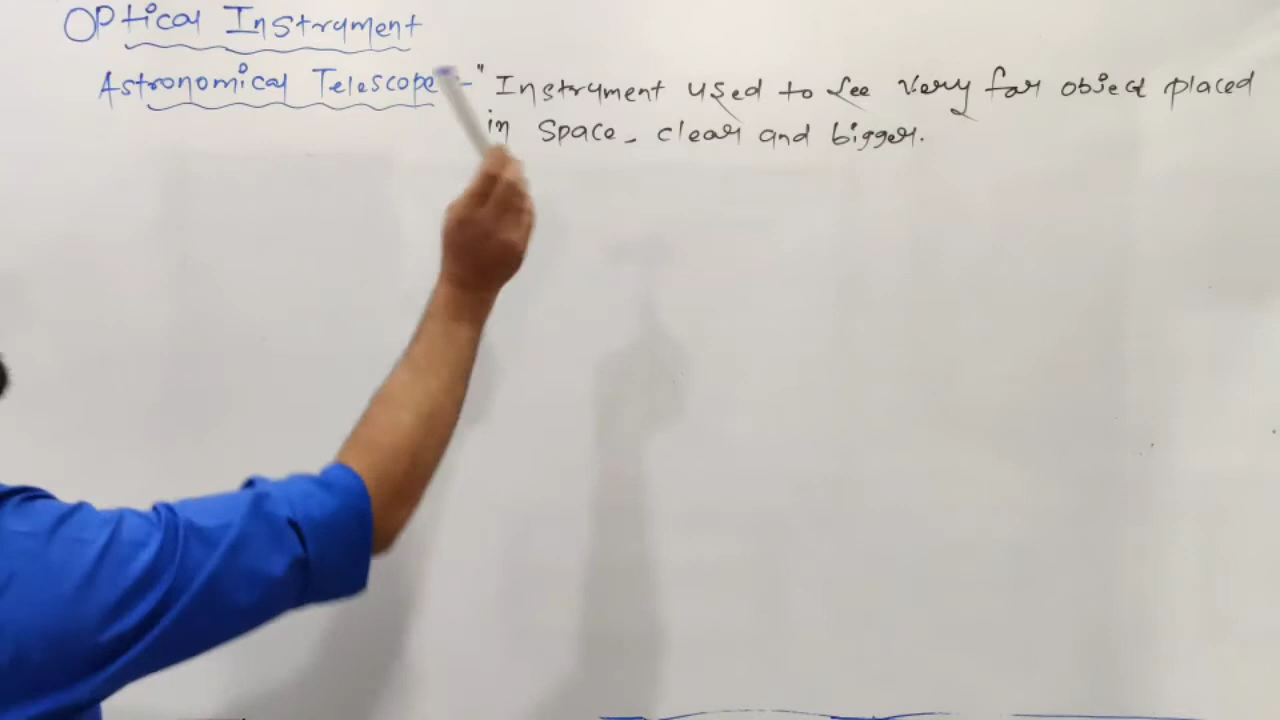 Optical Instrument
Astronomical Telescope :- " Instrument used to see very far object placed
in space - clear and bigger.